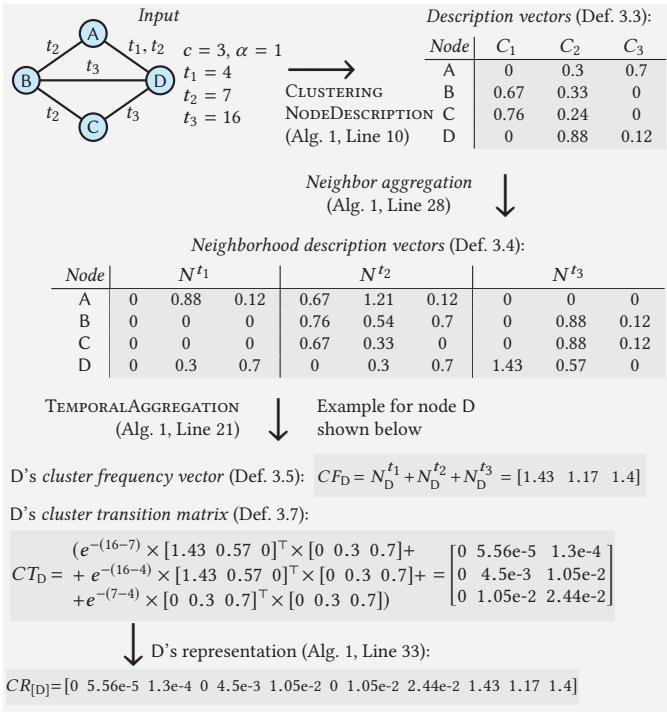 Input
A
B
C
D
t₂
t₁, t₂
t₃
t₂
t₃
c = 3, α = 1
t₁ = 4
t₂ = 7
t₃ = 16
CLUSTERING
NODEDESCRIPTION
(Alg. 1, Line 10)
Description vectors (Def. 3.3):
Node C₁ C₂ C₃
A 0 0.3 0.7
B 0.67 0.33 0
C 0.76 0.24 0
D 0 0.88 0.12
Neighbor aggregation
(Alg. 1, Line 28)
Neighborhood description vectors (Def. 3.4):
Node N^t₁ N^t₂ N^t₃
A 0 0.88 0.12 0.67 1.21 0.12 0 0 0
B 0 0 0 0.76 0.54 0.7 0 0.88 0.12
C 0 0 0 0.67 0.33 0 0 0.88 0.12
D 0 0.3 0.7 0 0.3 0.7 1.43 0.57 0
TEMPORALAGGREGATION
(Alg. 1, Line 21)
Example for node D
shown below
D's cluster frequency vector (Def. 3.5): CF_D = N_D^t₁ + N_D^t₂ + N_D^t₃ = [1.43 1.17 1.4]
D's cluster transition matrix (Def. 3.7):
(e^−(16−7) × [1.43 0.57 0]^⊤ × [0 0.3 0.7]+
CT_D = + e^−(16−4) × [1.43 0.57 0]^⊤ × [0 0.3 0.7]+ =
+e^−(7−4) × [0 0.3 0.7]^⊤ × [0 0.3 0.7])
[0 5.56e-5 1.3e-4
0 4.5e-3 1.05e-2
0 1.05e-2 2.44e-2]
D's representation (Alg. 1, Line 33):
CR_[D]=[0 5.56e-5 1.3e-4 0 4.5e-3 1.05e-2 0 1.05e-2 2.44e-2 1.43 1.17 1.4]